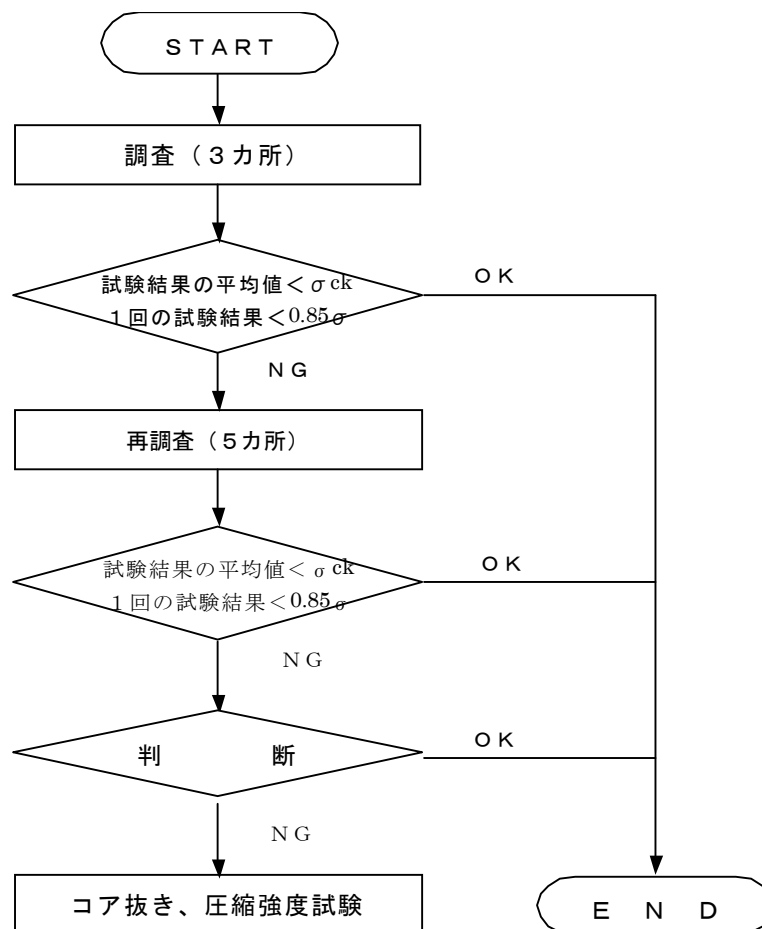 START
調査（３カ所）
試験結果の平均値＜σck
１回の試験結果＜0.85σ
OK
NG
再調査（５カ所）
試験結果の平均値＜σck
１回の試験結果＜0.85σ
OK
NG
判　断
OK
NG
コア抜き、圧縮強度試験
END